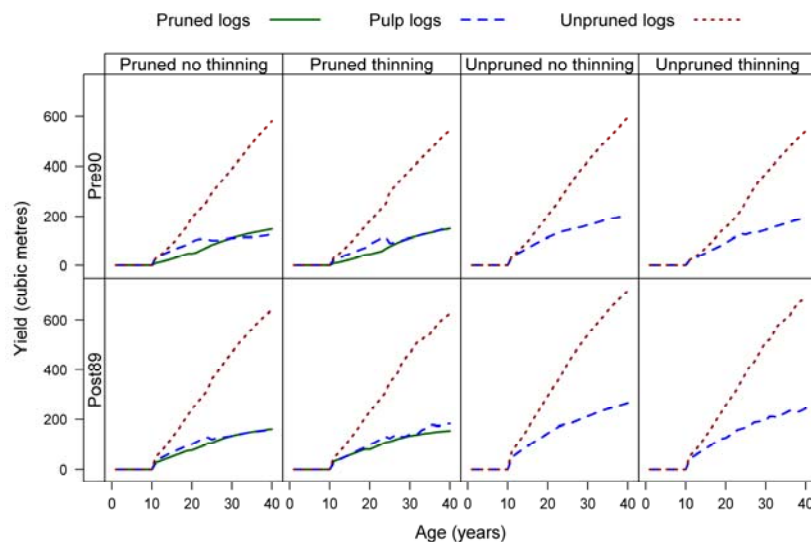 Pruned logs Pulp logs Unpruned logs
Pruned no thinning Pruned thinning Unpruned no thinning Unpruned thinning
Pre90
600
400
200
0
Post89
600
400
200
0
Yield (cubic metres)
0 10 20 30 40 0 10 20 30 40 0 10 20 30 40 0 10 20 30 40
Age (years)